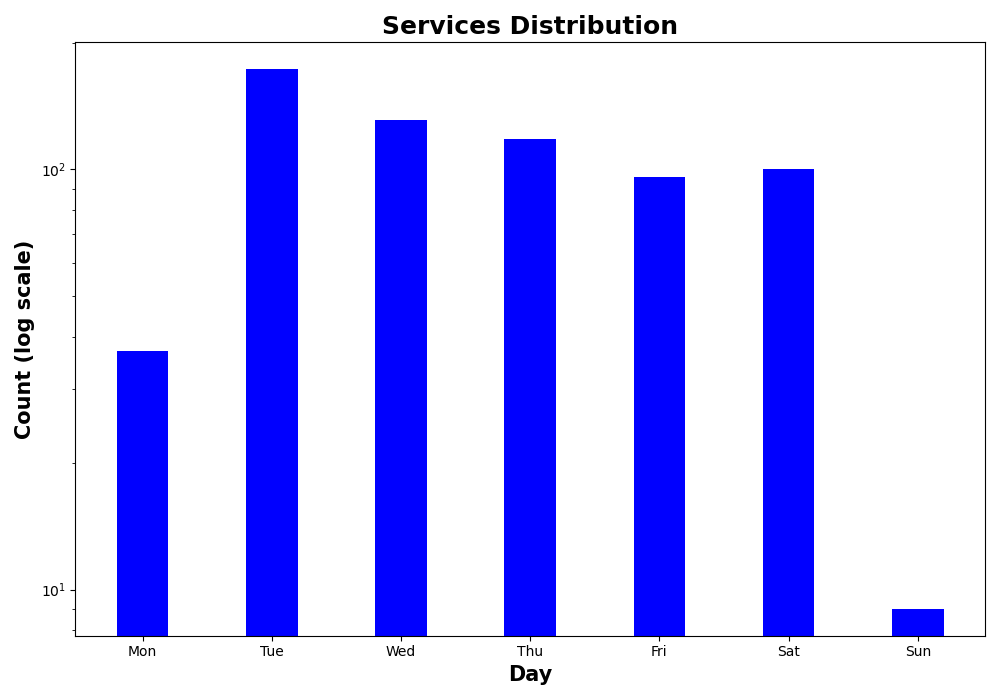 Services Distribution
Count (log scale)
10²
10¹
Mon Tue Wed Thu Fri Sat Sun
Day